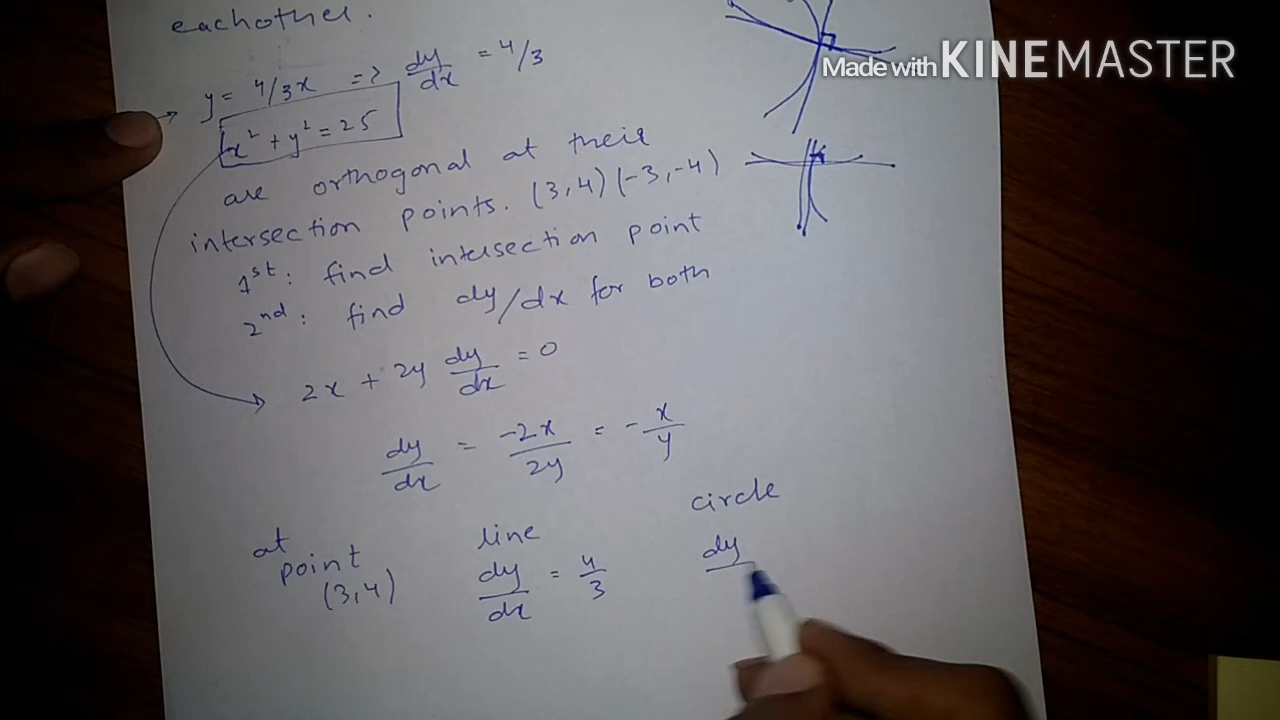 eachother.
Made with KINEMASTER
y = 4/3x => dy/dx = 4/3
x² + y² = 25
are orthogonal at their
intersection points. (3,4) (-3,-4)
1st: find intersection point
2nd: find dy/dx for both
2x + 2y dy/dx = 0
dy/dx = -2x/2y = -x/y
circle
at line
point dy/dx = 4/3 dy
(3,4)